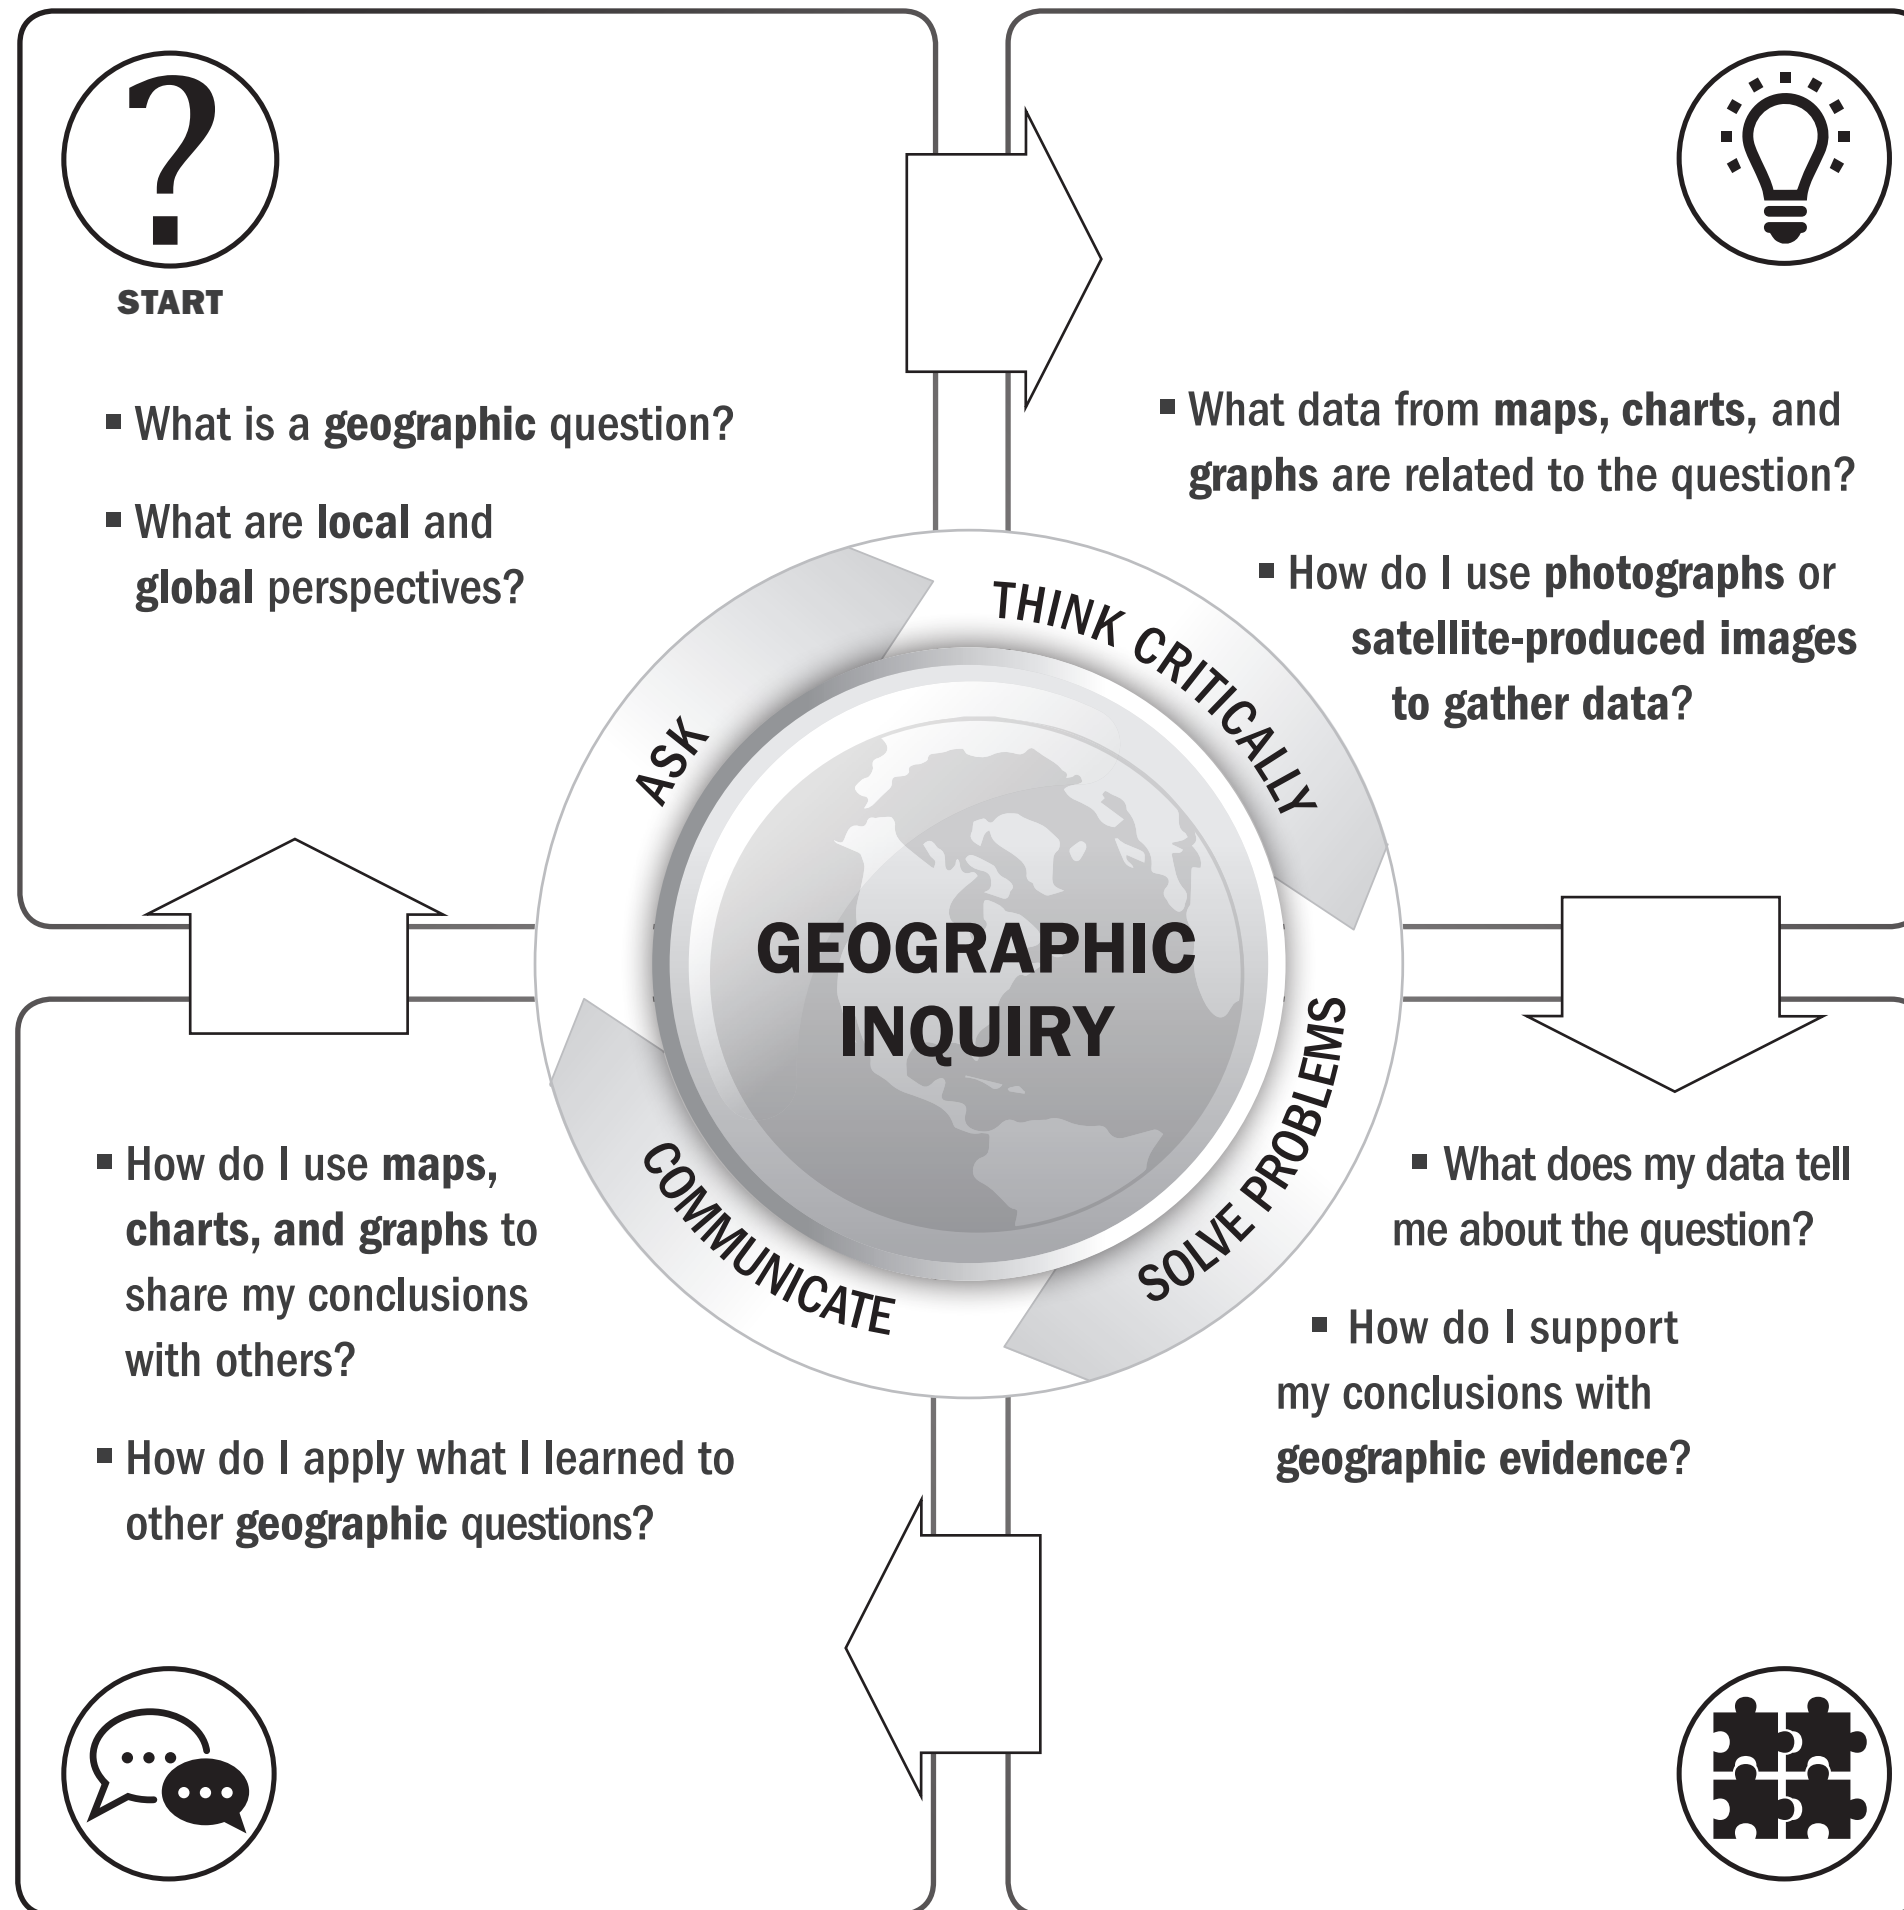 START
▪ What is a geographic question?
▪ What are local and
global perspectives?
▪ What data from maps, charts, and
graphs are related to the question?
▪ How do I use photographs or
satellite-produced images
to gather data?
ASK
THINK CRITICALLY
GEOGRAPHIC
INQUIRY
SOLVE PROBLEMS
COMMUNICATE
▪ What does my data tell
me about the question?
▪ How do I support
my conclusions with
geographic evidence?
▪ How do I use maps,
charts, and graphs to
share my conclusions
with others?
▪ How do I apply what I learned to
other geographic questions?